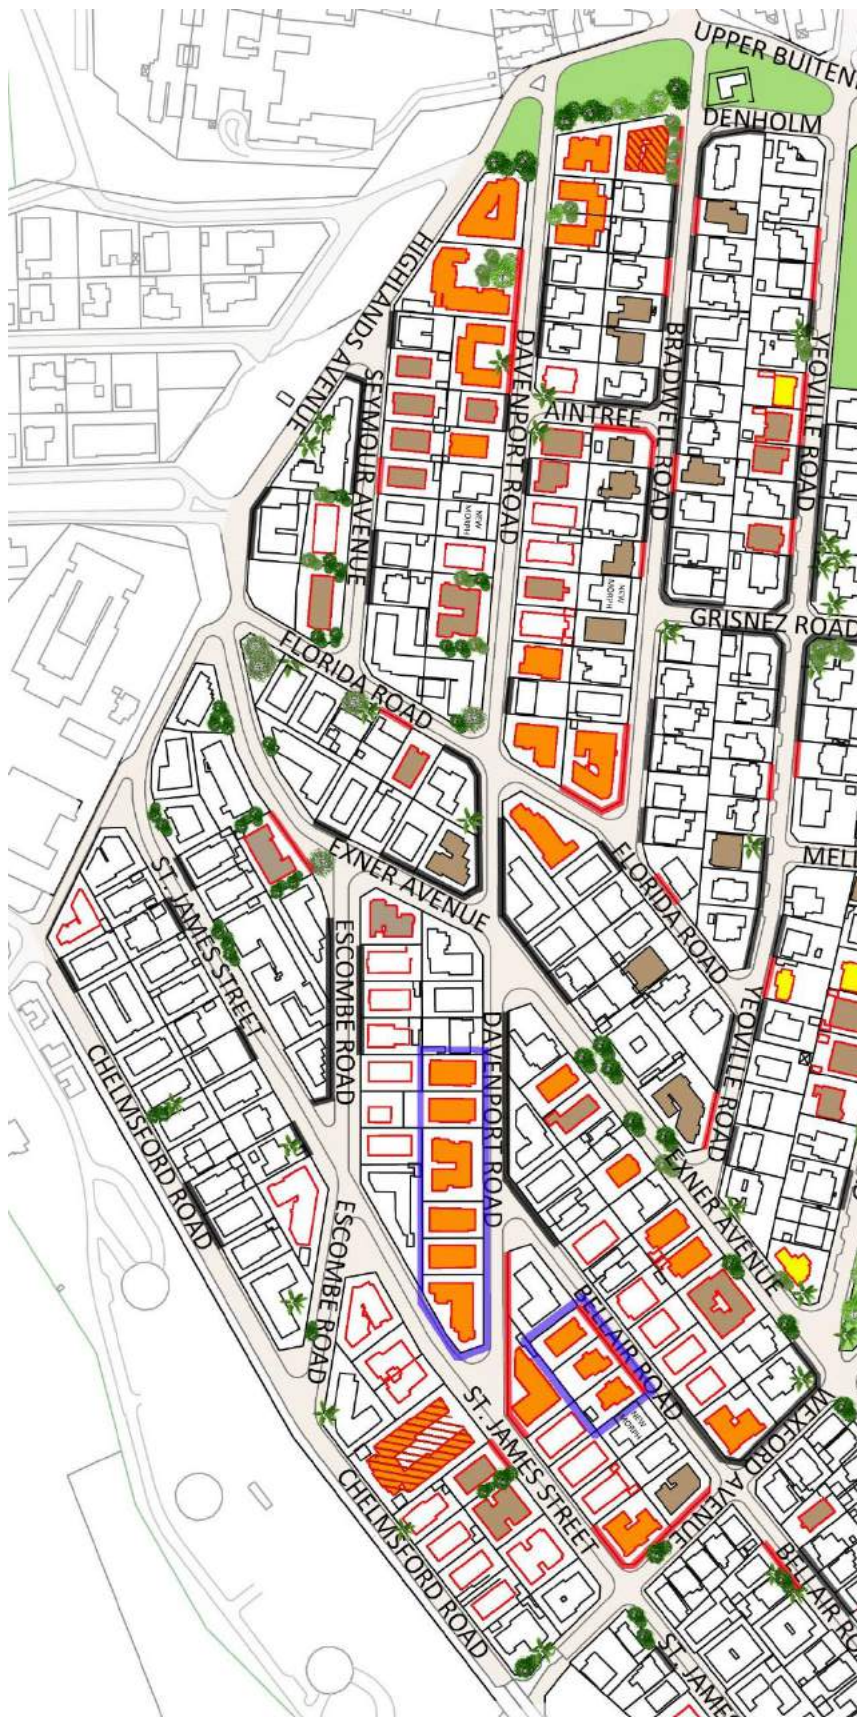 UPPER BUITEN
DENHOLM
HIGHLANDS AVENUE
SEYMOUR AVENUE
DAVENPORT ROAD
BRADWELL ROAD
YEOVILLE ROAD
AINTREE
NEW
MORPH
NEW
MORPH
GRISNEZ ROAD
FLORIDA ROAD
FLORIDA ROAD
MELL
EXNER AVENUE
ST. JAMES STREET
ESCOMBE ROAD
DAVENPORT ROAD
YEOVILLE ROAD
CHELMSFORD ROAD
EXNER AVENUE
ESCOMBE ROAD
BELLAIR ROAD
NEW
MORPH
WEXFORD AVENUE
ST. JAMES STREET
AVENUE
CHELMSFORD ROAD
BELLAIR RO
ST. JAMES